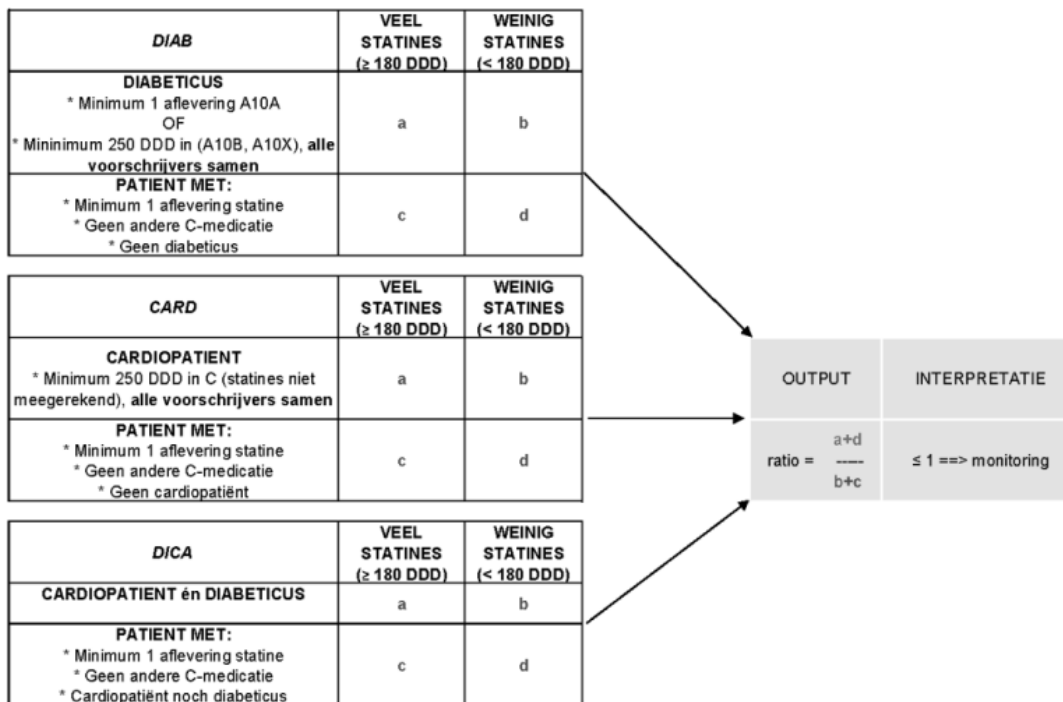 DIAB
VEEL
STATINES
(≥ 180 DDD)
WEINIG
STATINES
(< 180 DDD)
DIABETICUS
* Minimum 1 aflevering A10A
OF
* Mininimum 250 DDD in (A10B, A10X), alle
voorschrijvers samen
a
b
PATIENT MET:
* Minimum 1 aflevering statine
* Geen andere C-medicatie
* Geen diabeticus
c
d
CARD
VEEL
STATINES
(≥ 180 DDD)
WEINIG
STATINES
(< 180 DDD)
CARDIOPATIENT
* Minimum 250 DDD in C (statines niet
meegerekend), alle voorschrijvers samen
a
b
PATIENT MET:
* Minimum 1 aflevering statine
* Geen andere C-medicatie
* Geen cardiopatiënt
c
d
DICA
VEEL
STATINES
(≥ 180 DDD)
WEINIG
STATINES
(< 180 DDD)
CARDIOPATIENT én DIABETICUS
a
b
PATIENT MET:
* Minimum 1 aflevering statine
* Geen andere C-medicatie
* Cardiopatiënt noch diabeticus
c
d
OUTPUT
INTERPRETATIE
ratio =
a+d
-----
b+c
≤ 1 ==> monitoring